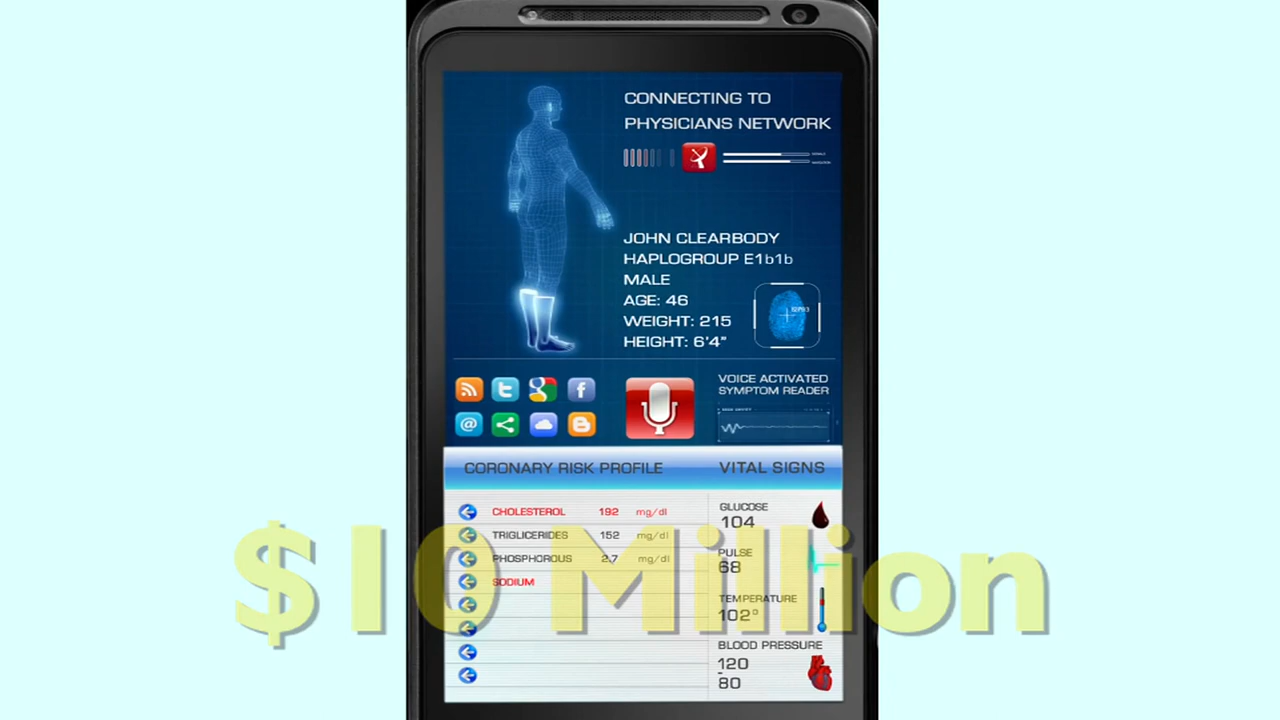 CONNECTING TO
PHYSICIANS NETWORK
JOHN CLEARBODY
HAPLOGROUP E1b1b
MALE
AGE: 46
WEIGHT: 215
HEIGHT: 6'4"
VOICE ACTIVATED
SYMPTOM READER
CORONARY RISK PROFILE
VITAL SIGNS
CHOLESTEROL 192 mg/dl
TRIGLICERIDES 152 mg/dl
PHOSPHOROUS 2.7 mg/dl
SODIUM
GLUCOSE
104
PULSE
68
TEMPERATURE
102°
BLOOD PRESSURE
120
-
80
$10 Million